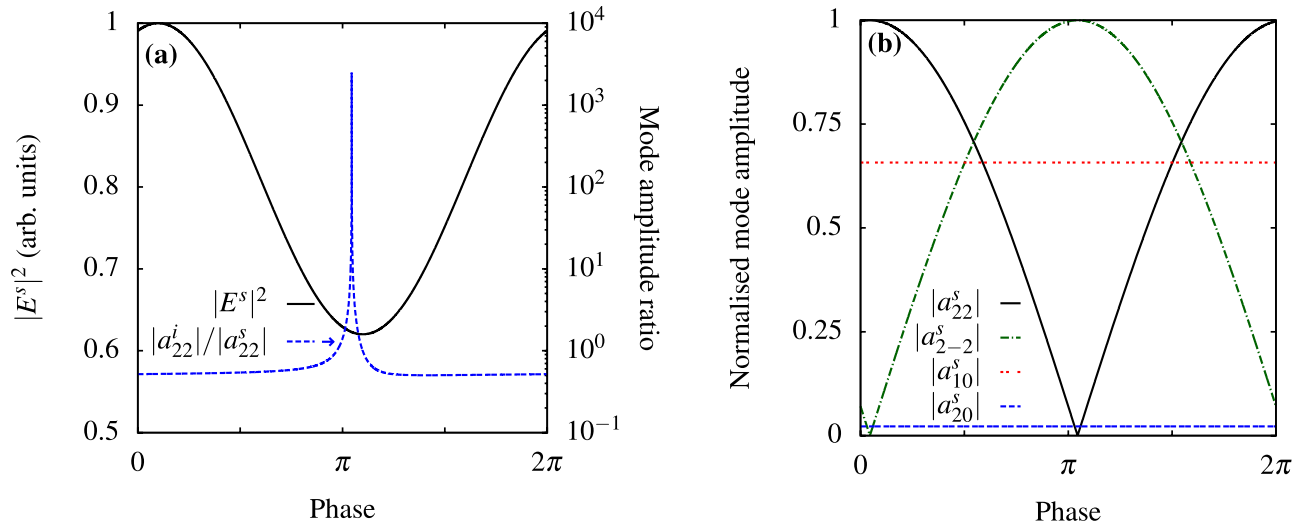 (a)
1
0.9
0.8
0.7
0.6
0.5
|E^s|^2 (arb. units)
10^4
10^3
10^2
10^1
10^0
10^-1
Mode amplitude ratio
|E^s|^2
|a^i_22|/|a^s_22|
0
π
2π
Phase
(b)
1
0.75
0.5
0.25
0
Normalised mode amplitude
|a^s_22|
|a^s_2−2|
|a^s_10|
|a^s_20|
0
π
2π
Phase